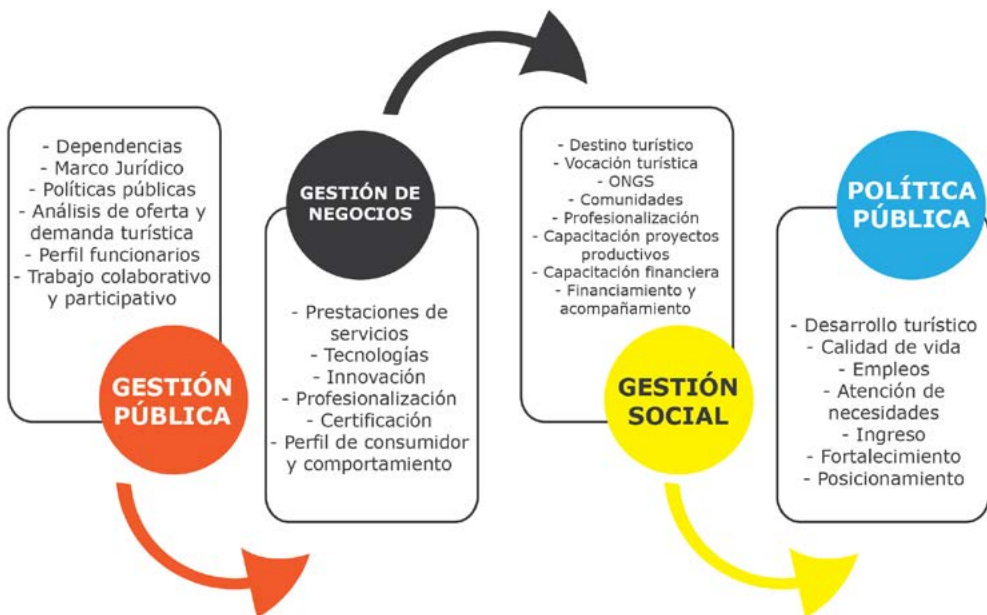 - Dependencias
- Marco Jurídico
- Políticas públicas
- Análisis de oferta y
demanda turística
- Perfil funcionarios
- Trabajo colaborativo
y participativo
GESTIÓN
PÚBLICA
GESTIÓN DE
NEGOCIOS
- Prestaciones de
servicios
- Tecnologías
- Innovación
- Profesionalización
- Certificación
- Perfil de consumidor
y comportamiento
- Destino turístico
- Vocación turística
- ONGS
- Comunidades
- Profesionalización
- Capacitación proyectos
productivos
- Capacitación financiera
- Financiamiento y
acompañamiento
GESTIÓN
SOCIAL
POLÍTICA
PÚBLICA
- Desarrollo turístico
- Calidad de vida
- Empleos
- Atención de
necesidades
- Ingreso
- Fortalecimiento
- Posicionamiento